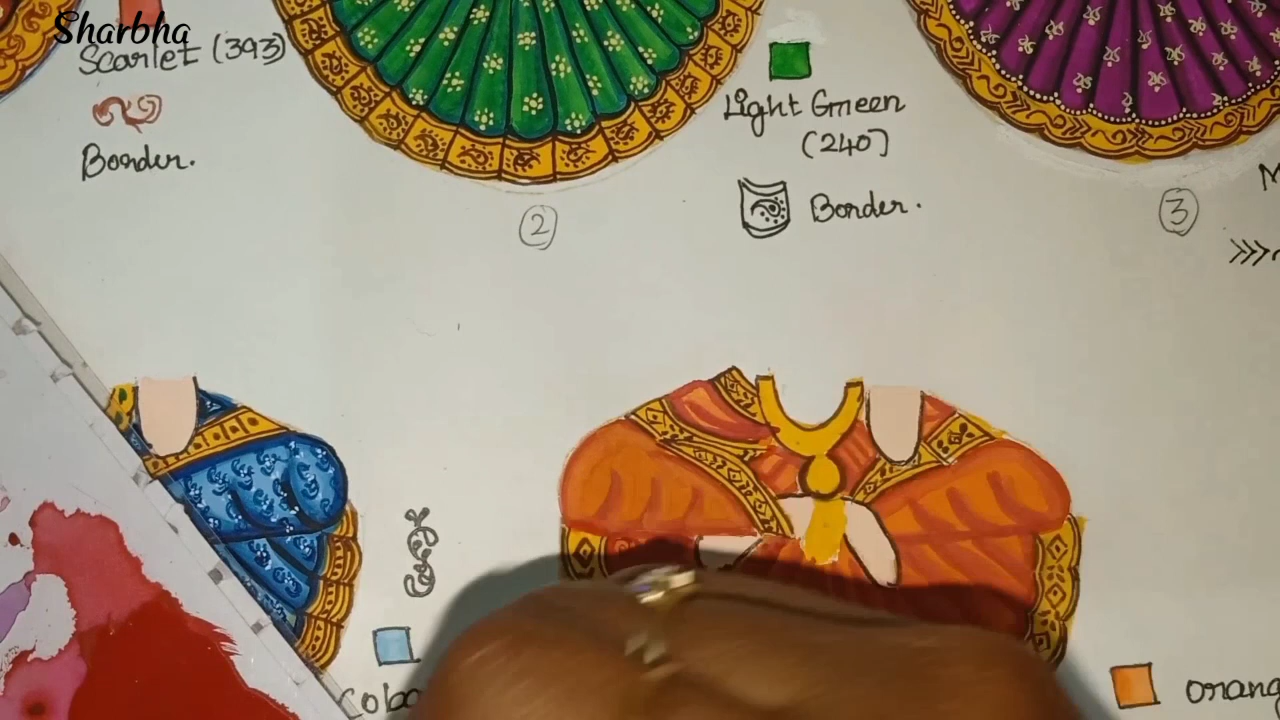 Sharbha
Scarlet (393)
Border.
2
Light Green
(240)
Border.
3